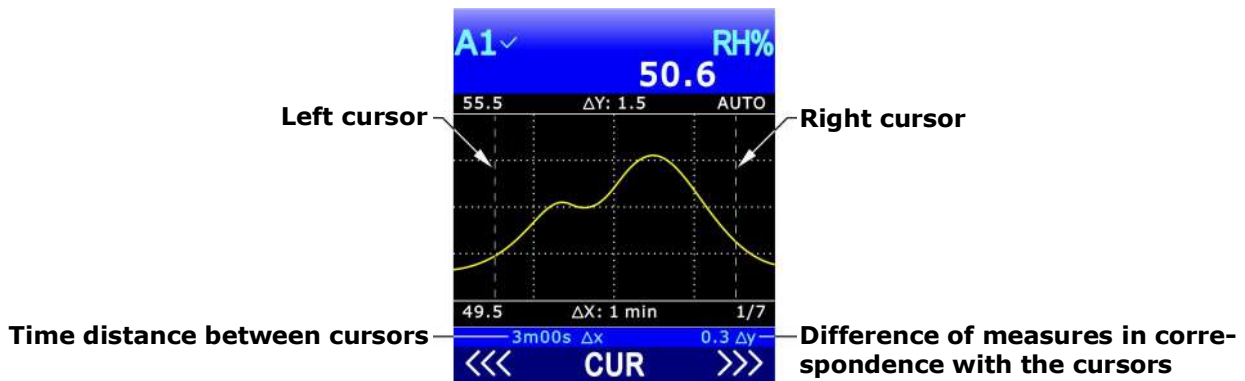 A1✓ RH%
50.6
55.5 ΔY: 1.5 AUTO
Left cursor
Right cursor
49.5 ΔX: 1 min 1/7
Time distance between cursors
3m00s Δx 0.3 Δy
Difference of measures in corre-
spondence with the cursors
<<< CUR >>>